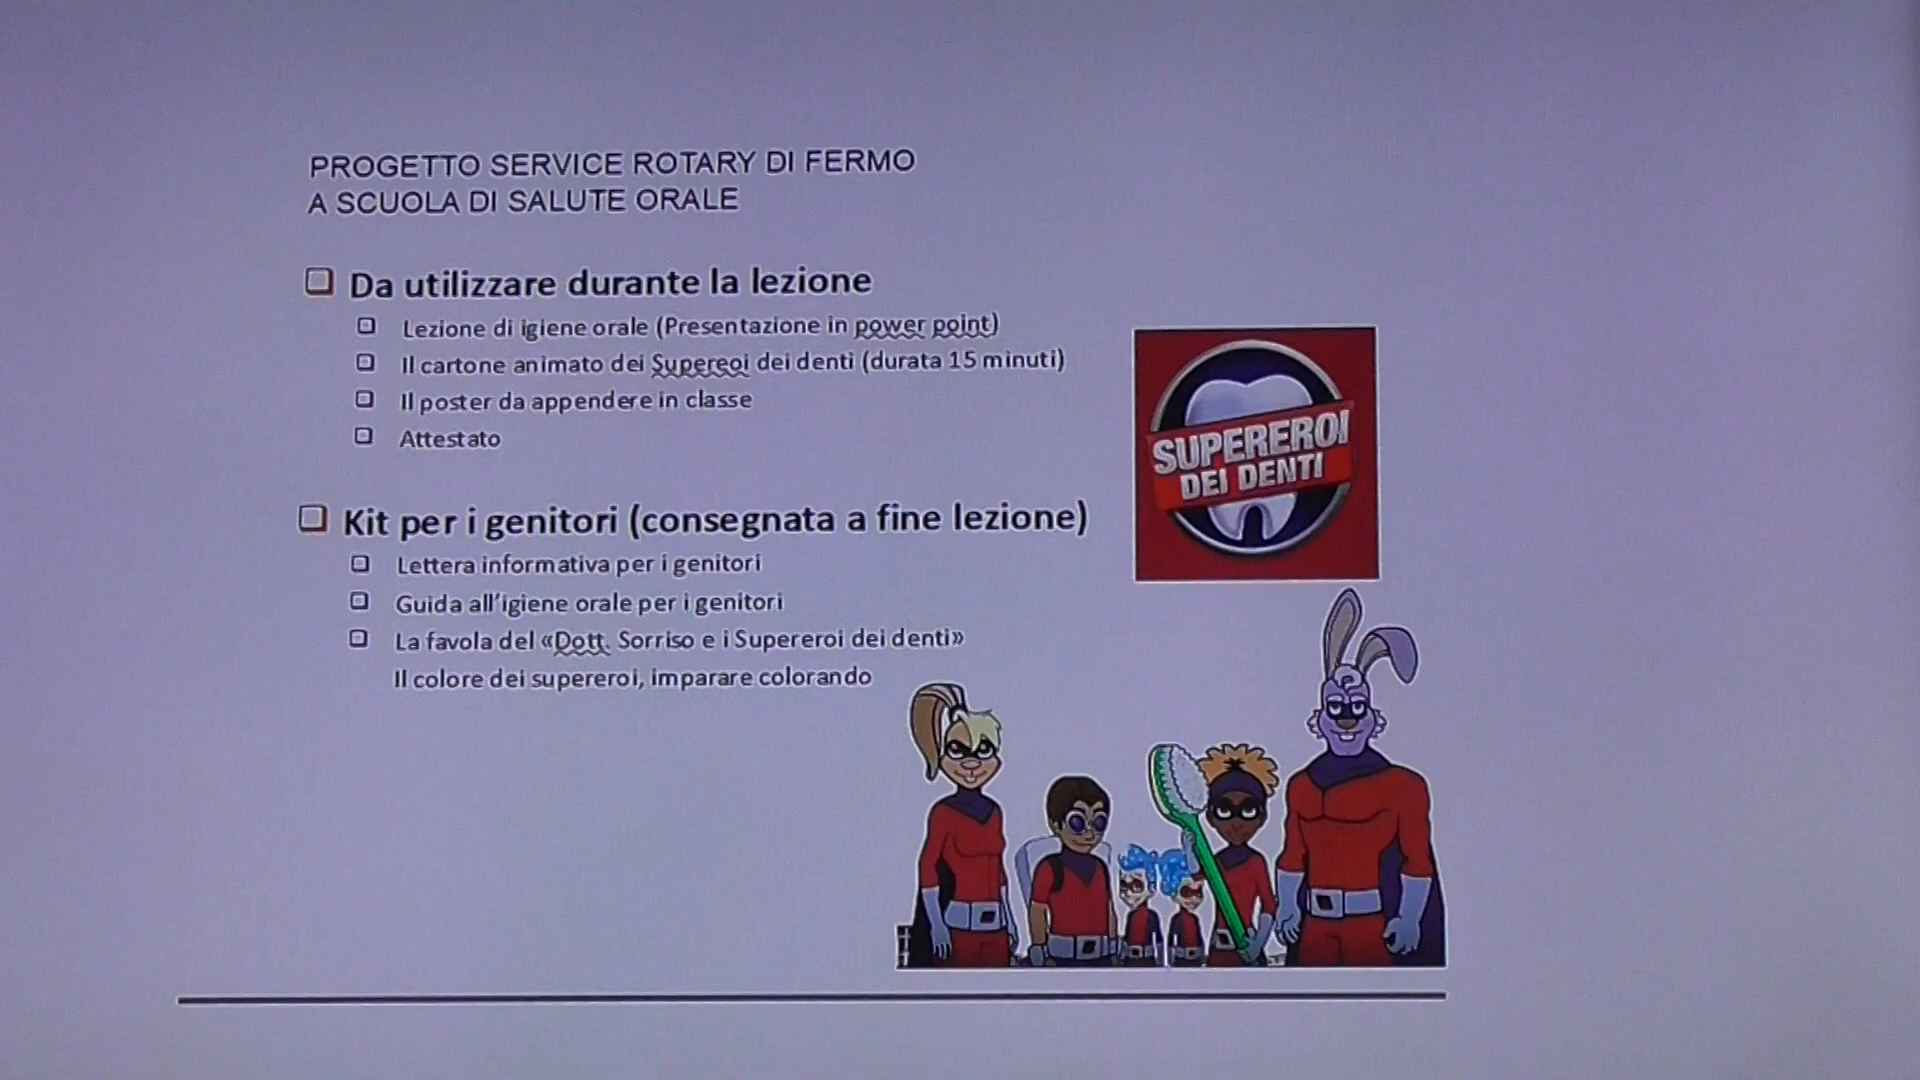 PROGETTO SERVICE ROTARY DI FERMO
A SCUOLA DI SALUTE ORALE
Da utilizzare durante la lezione
Lezione di igiene orale (Presentazione in power point)
Il cartone animato dei Supereoi dei denti (durata 15 minuti)
Il poster da appendere in classe
Attestato
Kit per i genitori (consegnata a fine lezione)
Lettera informativa per i genitori
Guida all'igiene orale per i genitori
La favola del «Dott. Sorriso e i Supereroi dei denti»
Il colore dei supereroi, imparare colorando
SUPEREROI
DEI DENTI